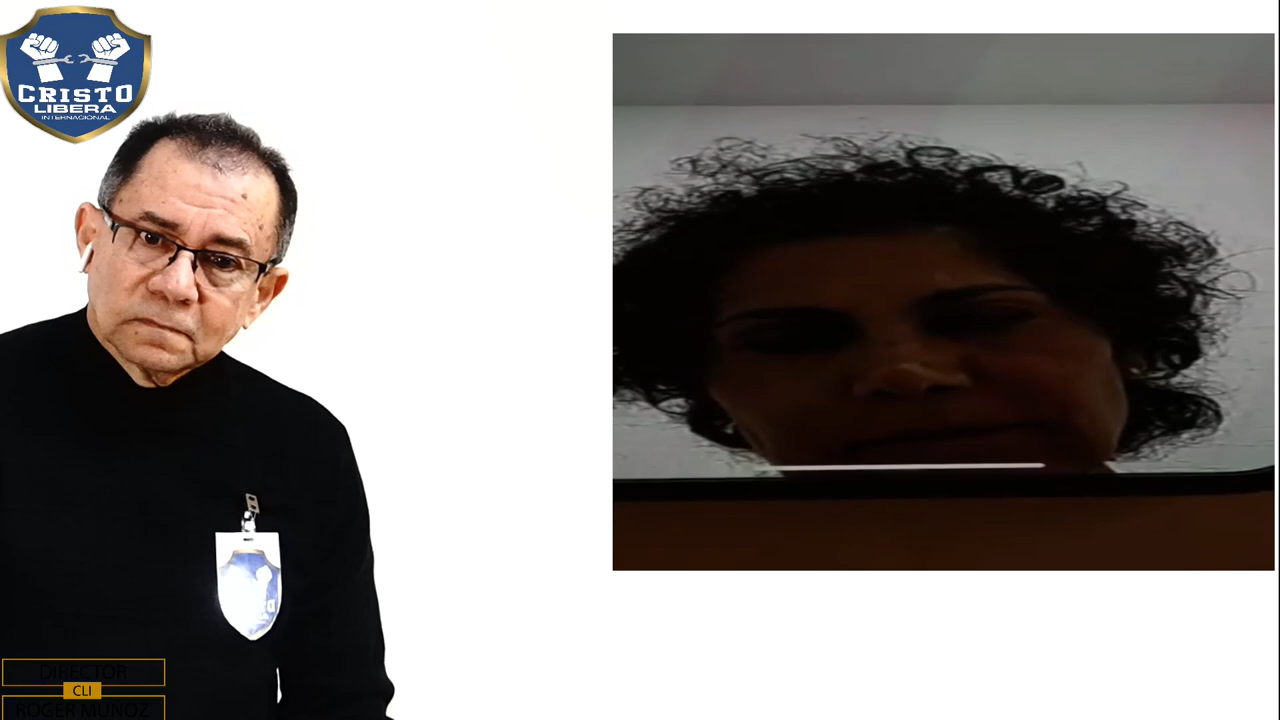 CRISTO
LIBERA
INTERNACIONAL
DIRECTOR
CLI
ROGER MUÑOZ